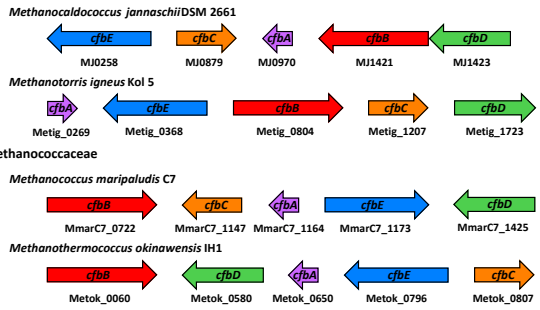 Methanocaldococcus jannaschii DSM 2661
cfbE cfbC cfbA cfbB cfbD
MJ0258 MJ0879 MJ0970 MJ1421 MJ1423
Methanotorris igneus Kol 5
cfbA cfbE cfbB cfbC cfbD
Metig_0269 Metig_0368 Metig_0804 Metig_1207 Metig_1723
ethanococcaceae
Methanococcus maripaludis C7
cfbB cfbC cfbA cfbE cfbD
MmarC7_0722 MmarC7_1147 MmarC7_1164 MmarC7_1173 MmarC7_1425
Methanothermococcus okinawensis IH1
cfbB cfbD cfbA cfbE cfbC
Metok_0060 Metok_0580 Metok_0650 Metok_0796 Metok_0807